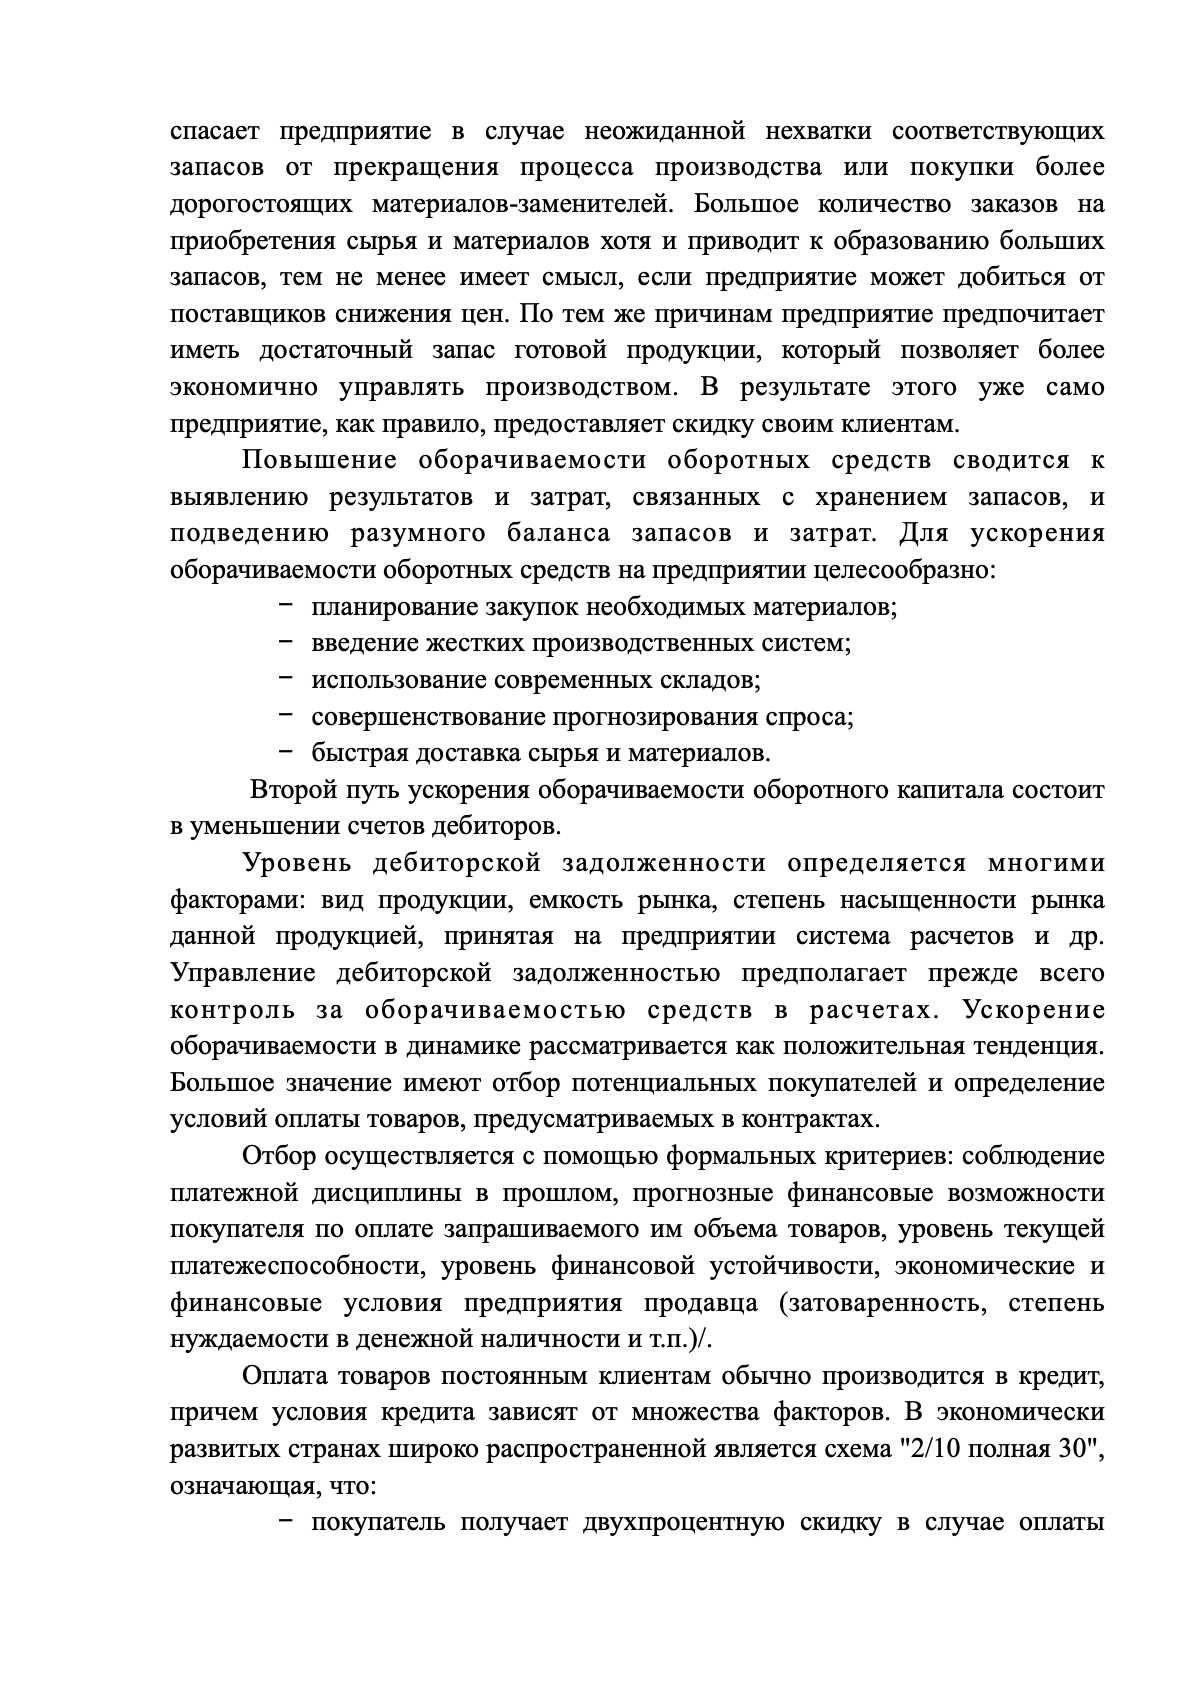 спасает предприятие в случае неожиданной нехватки соответствующих
запасов от прекращения процесса производства или покупки более
дорогостоящих материалов-заменителей. Большое количество заказов на
приобретения сырья и материалов хотя и приводит к образованию больших
запасов, тем не менее имеет смысл, если предприятие может добиться от
поставщиков снижения цен. По тем же причинам предприятие предпочитает
иметь достаточный запас готовой продукции, который позволяет более
экономично управлять производством. В результате этого уже само
предприятие, как правило, предоставляет скидку своим клиентам.
Повышение оборачиваемости оборотных средств сводится к
выявлению результатов и затрат, связанных с хранением запасов, и
подведению разумного баланса запасов и затрат. Для ускорения
оборачиваемости оборотных средств на предприятии целесообразно:
− планирование закупок необходимых материалов;
− введение жестких производственных систем;
− использование современных складов;
− совершенствование прогнозирования спроса;
− быстрая доставка сырья и материалов.
Второй путь ускорения оборачиваемости оборотного капитала состоит
в уменьшении счетов дебиторов.
Уровень дебиторской задолженности определяется многими
факторами: вид продукции, емкость рынка, степень насыщенности рынка
данной продукцией, принятая на предприятии система расчетов и др.
Управление дебиторской задолженностью предполагает прежде всего
контроль за оборачиваемостью средств в расчетах. Ускорение
оборачиваемости в динамике рассматривается как положительная тенденция.
Большое значение имеют отбор потенциальных покупателей и определение
условий оплаты товаров, предусматриваемых в контрактах.
Отбор осуществляется с помощью формальных критериев: соблюдение
платежной дисциплины в прошлом, прогнозные финансовые возможности
покупателя по оплате запрашиваемого им объема товаров, уровень текущей
платежеспособности, уровень финансовой устойчивости, экономические и
финансовые условия предприятия продавца (затоваренность, степень
нуждаемости в денежной наличности и т.п.)/.
Оплата товаров постоянным клиентам обычно производится в кредит,
причем условия кредита зависят от множества факторов. В экономически
развитых странах широко распространенной является схема "2/10 полная 30",
означающая, что:
− покупатель получает двухпроцентную скидку в случае оплаты